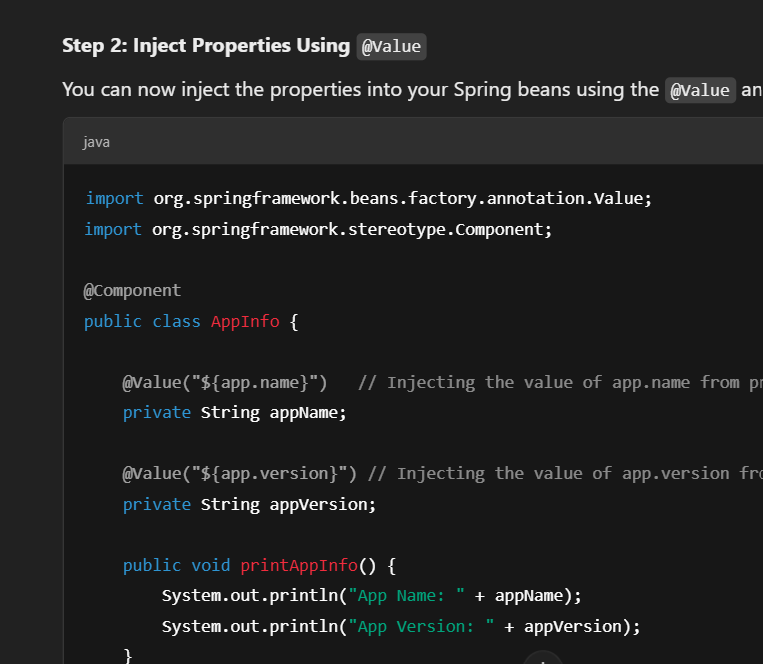 Step 2: Inject Properties Using @Value
You can now inject the properties into your Spring beans using the @Value an
java
import org.springframework.beans.factory.annotation.Value;
import org.springframework.stereotype.Component;
@Component
public class AppInfo {
@Value("${app.name}")   // Injecting the value of app.name from pr
private String appName;
@Value("${app.version}") // Injecting the value of app.version fro
private String appVersion;
public void printAppInfo() {
System.out.println("App Name: " + appName);
System.out.println("App Version: " + appVersion);
}